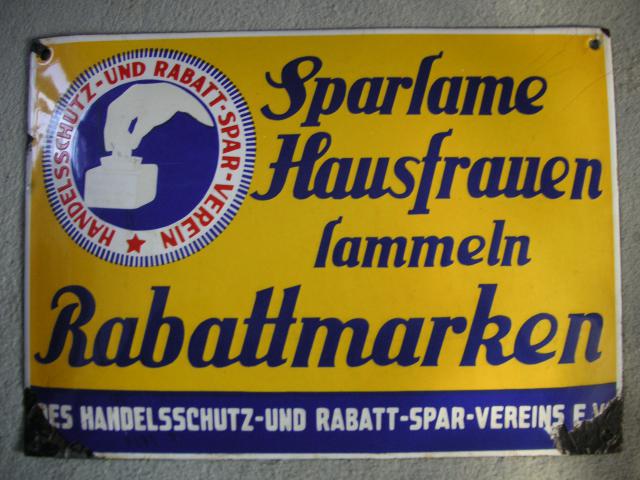 HANDELSSCHUTZ-UND RABATT-SPAR-VEREIN
Sparsame
Hausfrauen
sammeln
Rabattmarken
DES HANDELSSCHUTZ-UND RABATT-SPAR-VEREINS E.V.